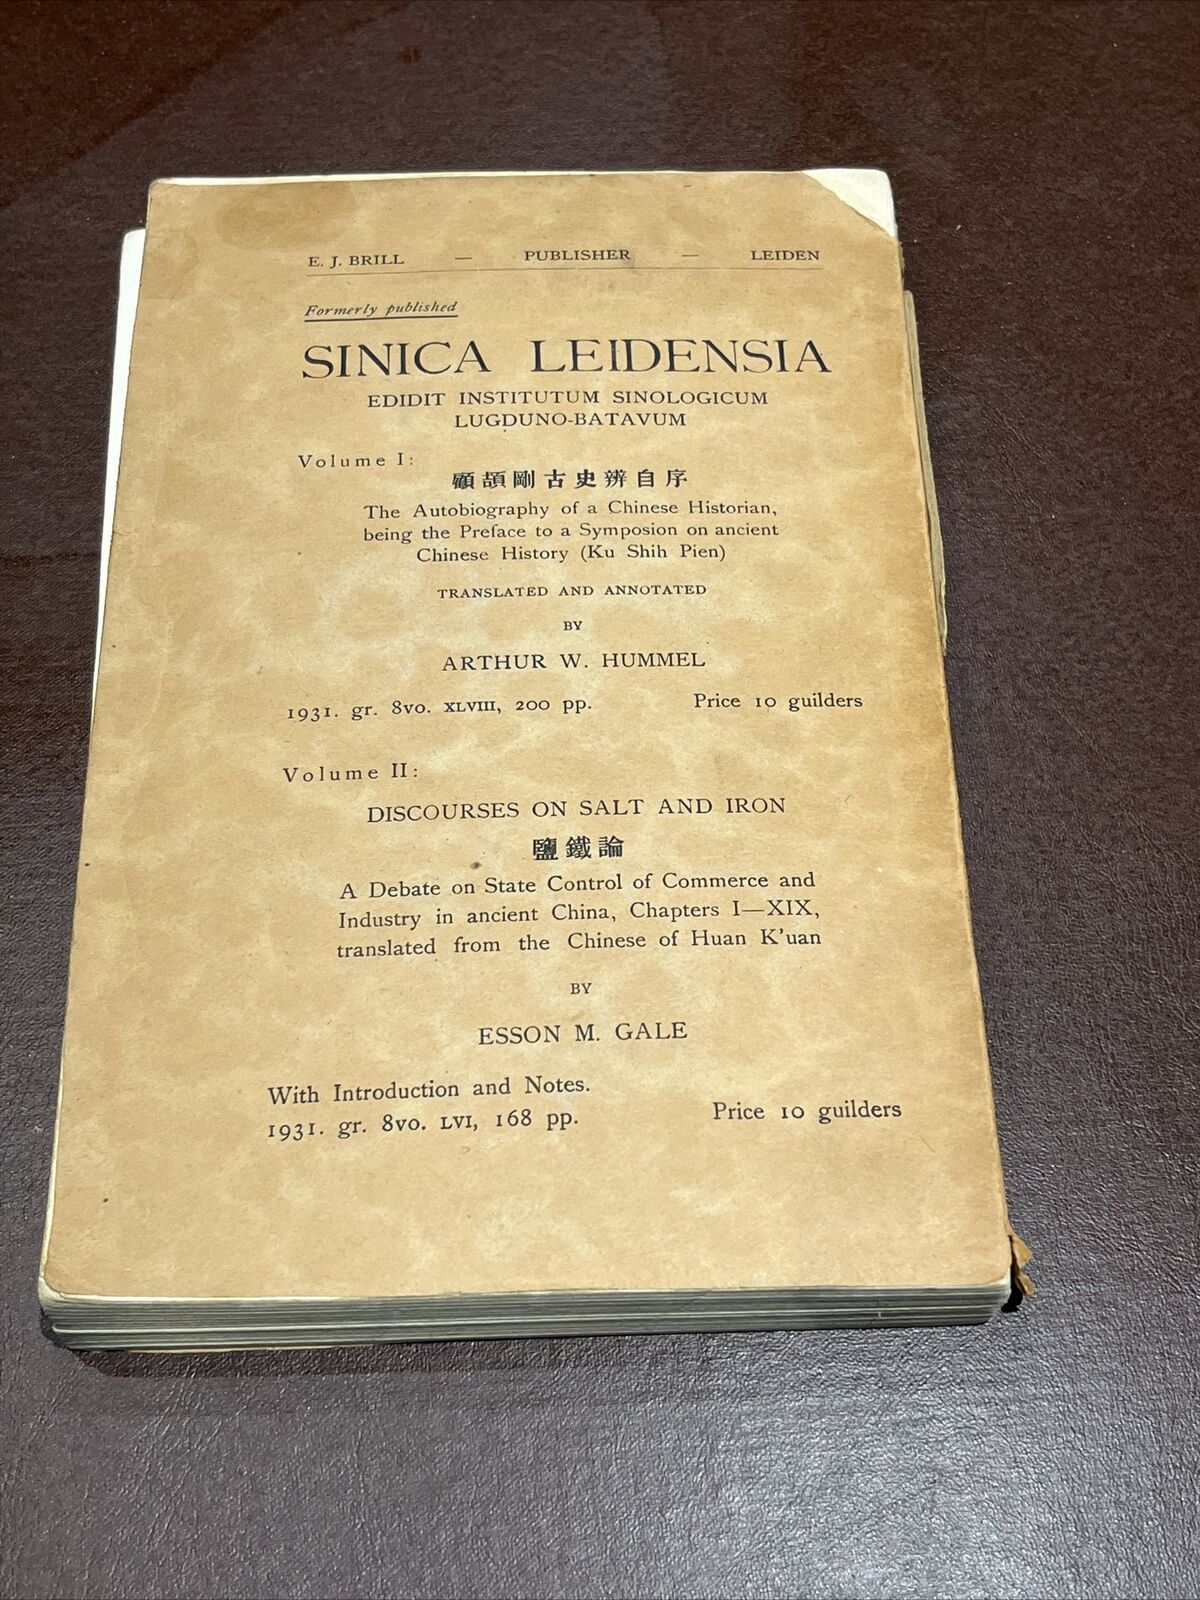 E. J. BRILL — PUBLISHER — LEIDEN
Formerly published
SINICA LEIDENSIA
EDIDIT INSTITUTUM SINOLOGICUM
LUGDUNO-BATAVUM
Volume I:
顧頡剛古史辨自序
The Autobiography of a Chinese Historian,
being the Preface to a Symposion on ancient
Chinese History (Ku Shih Pien)
TRANSLATED AND ANNOTATED
BY
ARTHUR W. HUMMEL
1931. gr. 8vo. XLVIII, 200 pp. Price 10 guilders
Volume II:
DISCOURSES ON SALT AND IRON
鹽鐵論
A Debate on State Control of Commerce and
Industry in ancient China, Chapters I—XIX,
translated from the Chinese of Huan K'uan
BY
ESSON M. GALE
With Introduction and Notes.
1931. gr. 8vo. LVI, 168 pp. Price 10 guilders